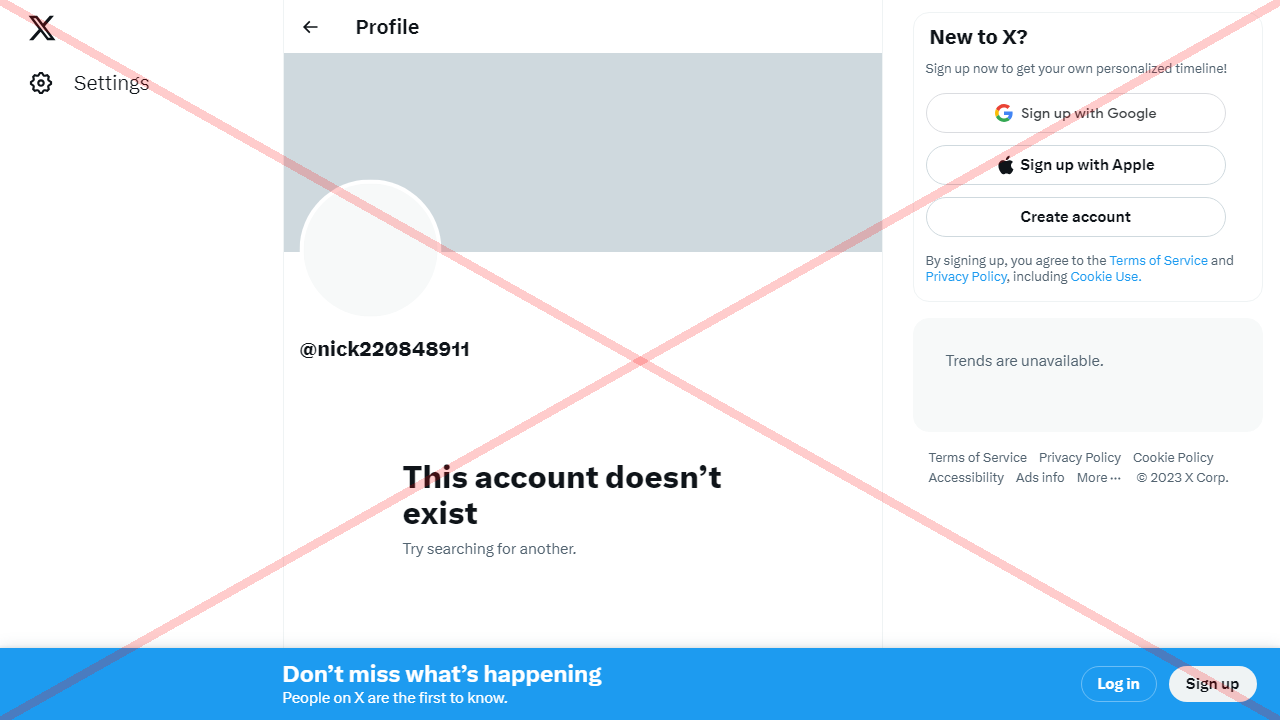 Settings
Profile
@nick220848911
This account doesn’t
exist
Try searching for another.
New to X?
Sign up now to get your own personalized timeline!
Sign up with Google
Sign up with Apple
Create account
By signing up, you agree to the Terms of Service and
Privacy Policy, including Cookie Use.
Trends are unavailable.
Terms of Service Privacy Policy Cookie Policy
Accessibility Ads info More ··· © 2023 X Corp.
Don’t miss what’s happening
People on X are the first to know.
Log in
Sign up